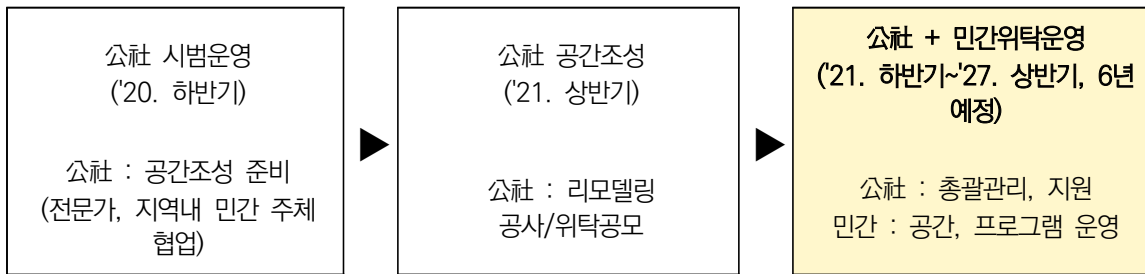 公社 시범운영
('20. 하반기)
公社 : 공간조성 준비
(전문가, 지역내 민간 주체
협업)
▶
公社 공간조성
('21. 상반기)
公社 : 리모델링
공사/위탁공모
▶
公社 + 민간위탁운영
('21. 하반기~'27. 상반기, 6년
예정)
公社 : 총괄관리, 지원
민간 : 공간, 프로그램 운영